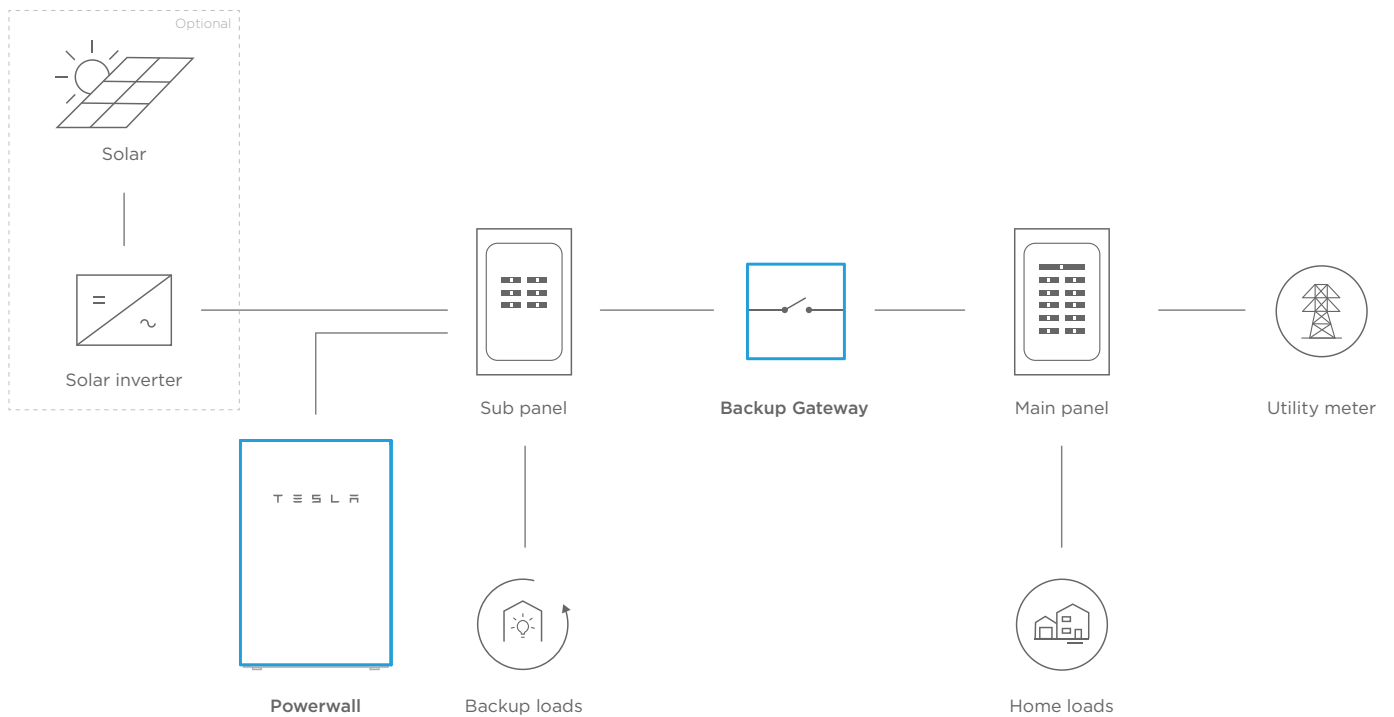 Optional
Solar
Solar inverter
Sub panel
Backup Gateway
Main panel
Utility meter
TESLA
Powerwall
Backup loads
Home loads